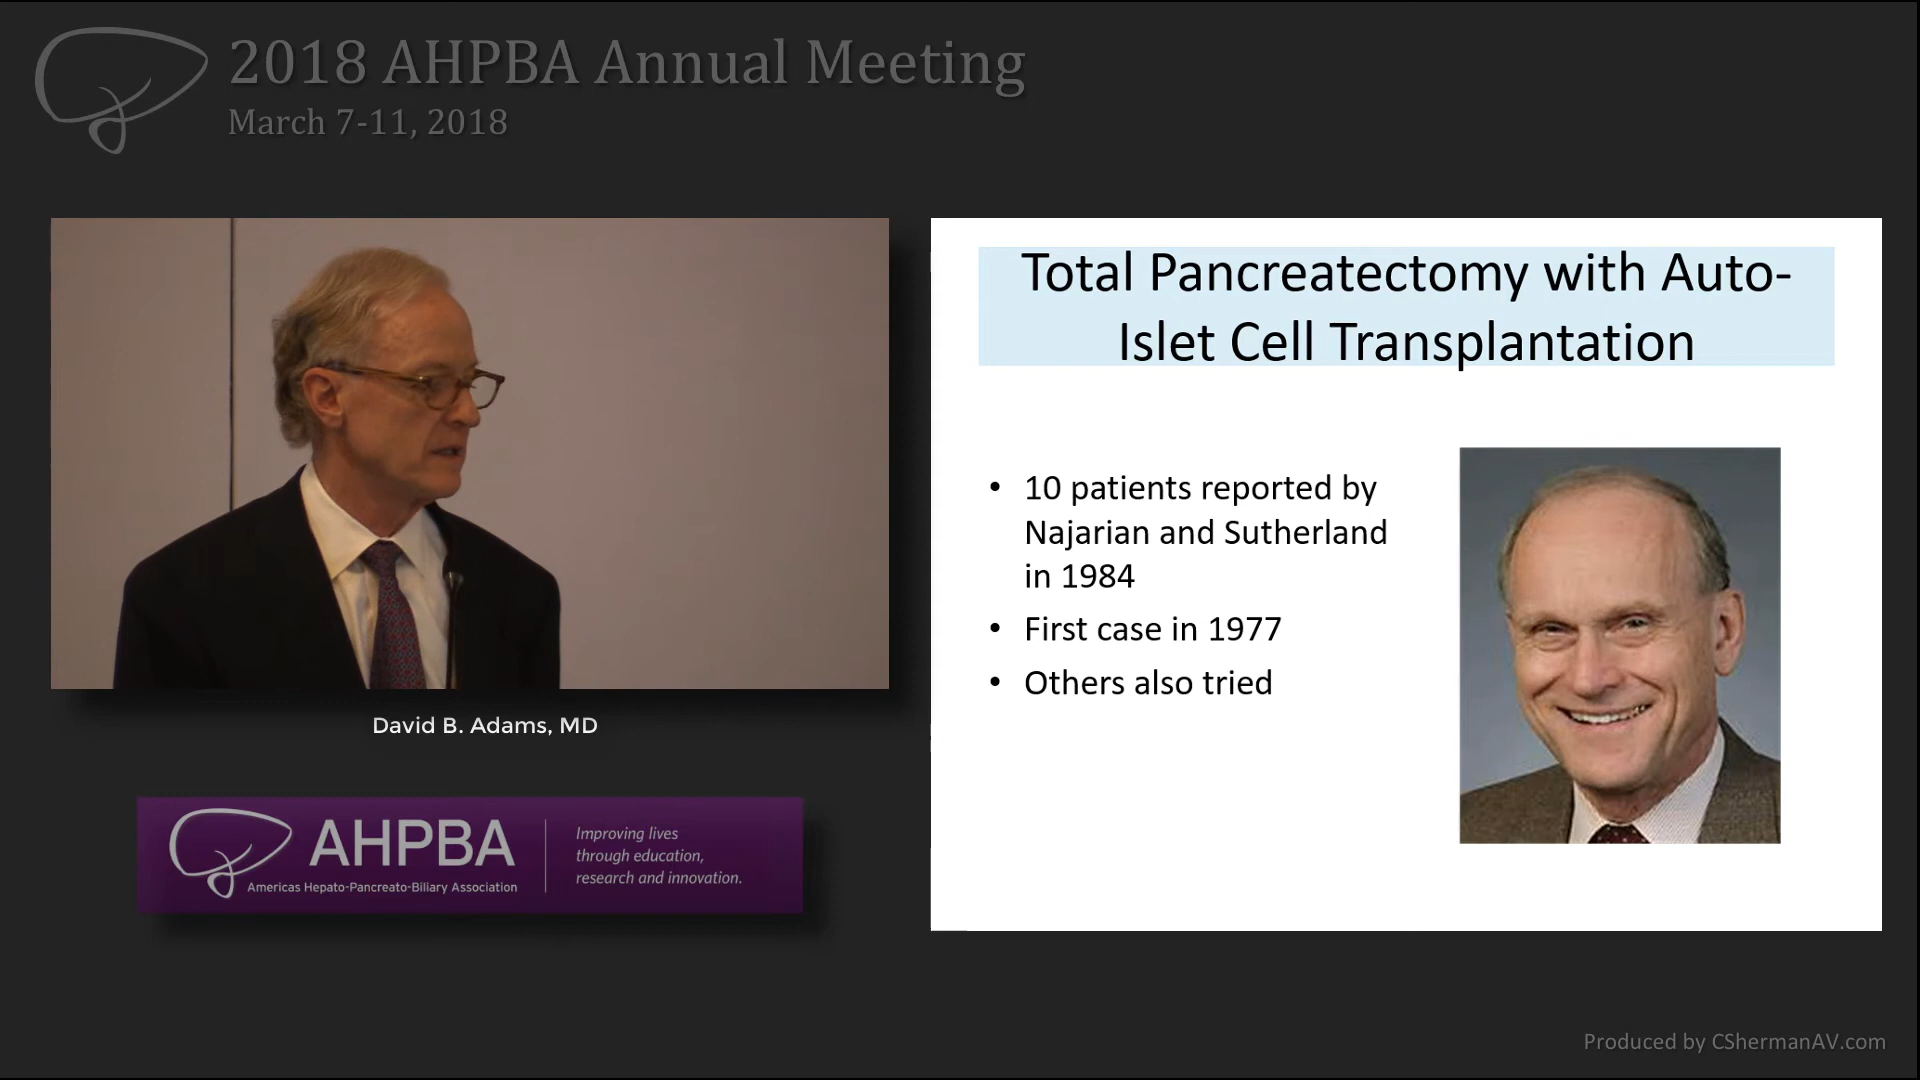 2018 AHPBA Annual Meeting
March 7-11, 2018
Total Pancreatectomy with Auto-
Islet Cell Transplantation
• 10 patients reported by
Najarian and Sutherland
in 1984
• First case in 1977
• Others also tried
David B. Adams, MD
AHPBA
Americas Hepato-Pancreato-Biliary Association
Improving lives
through education,
research and innovation.
Produced by CShermanAV.com